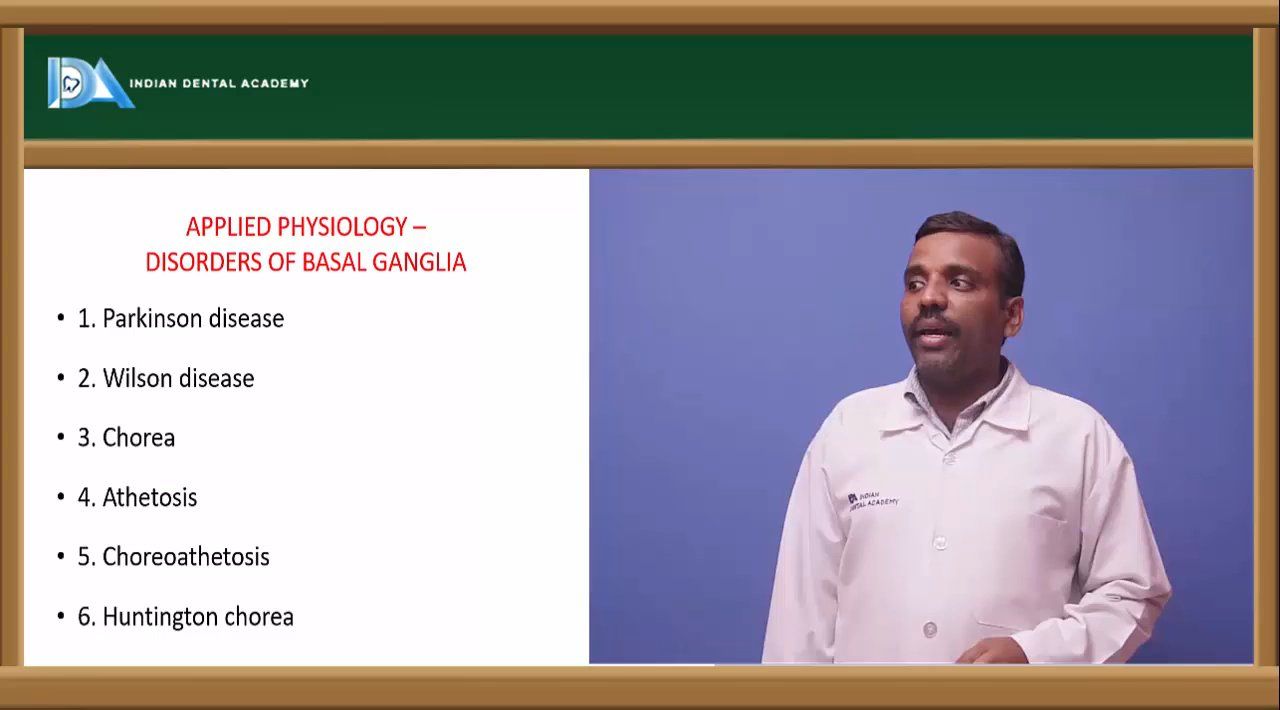 IDA INDIAN DENTAL ACADEMY
APPLIED PHYSIOLOGY –
DISORDERS OF BASAL GANGLIA
• 1. Parkinson disease
• 2. Wilson disease
• 3. Chorea
• 4. Athetosis
• 5. Choreoathetosis
• 6. Huntington chorea
INDIAN
DENTAL ACADEMY